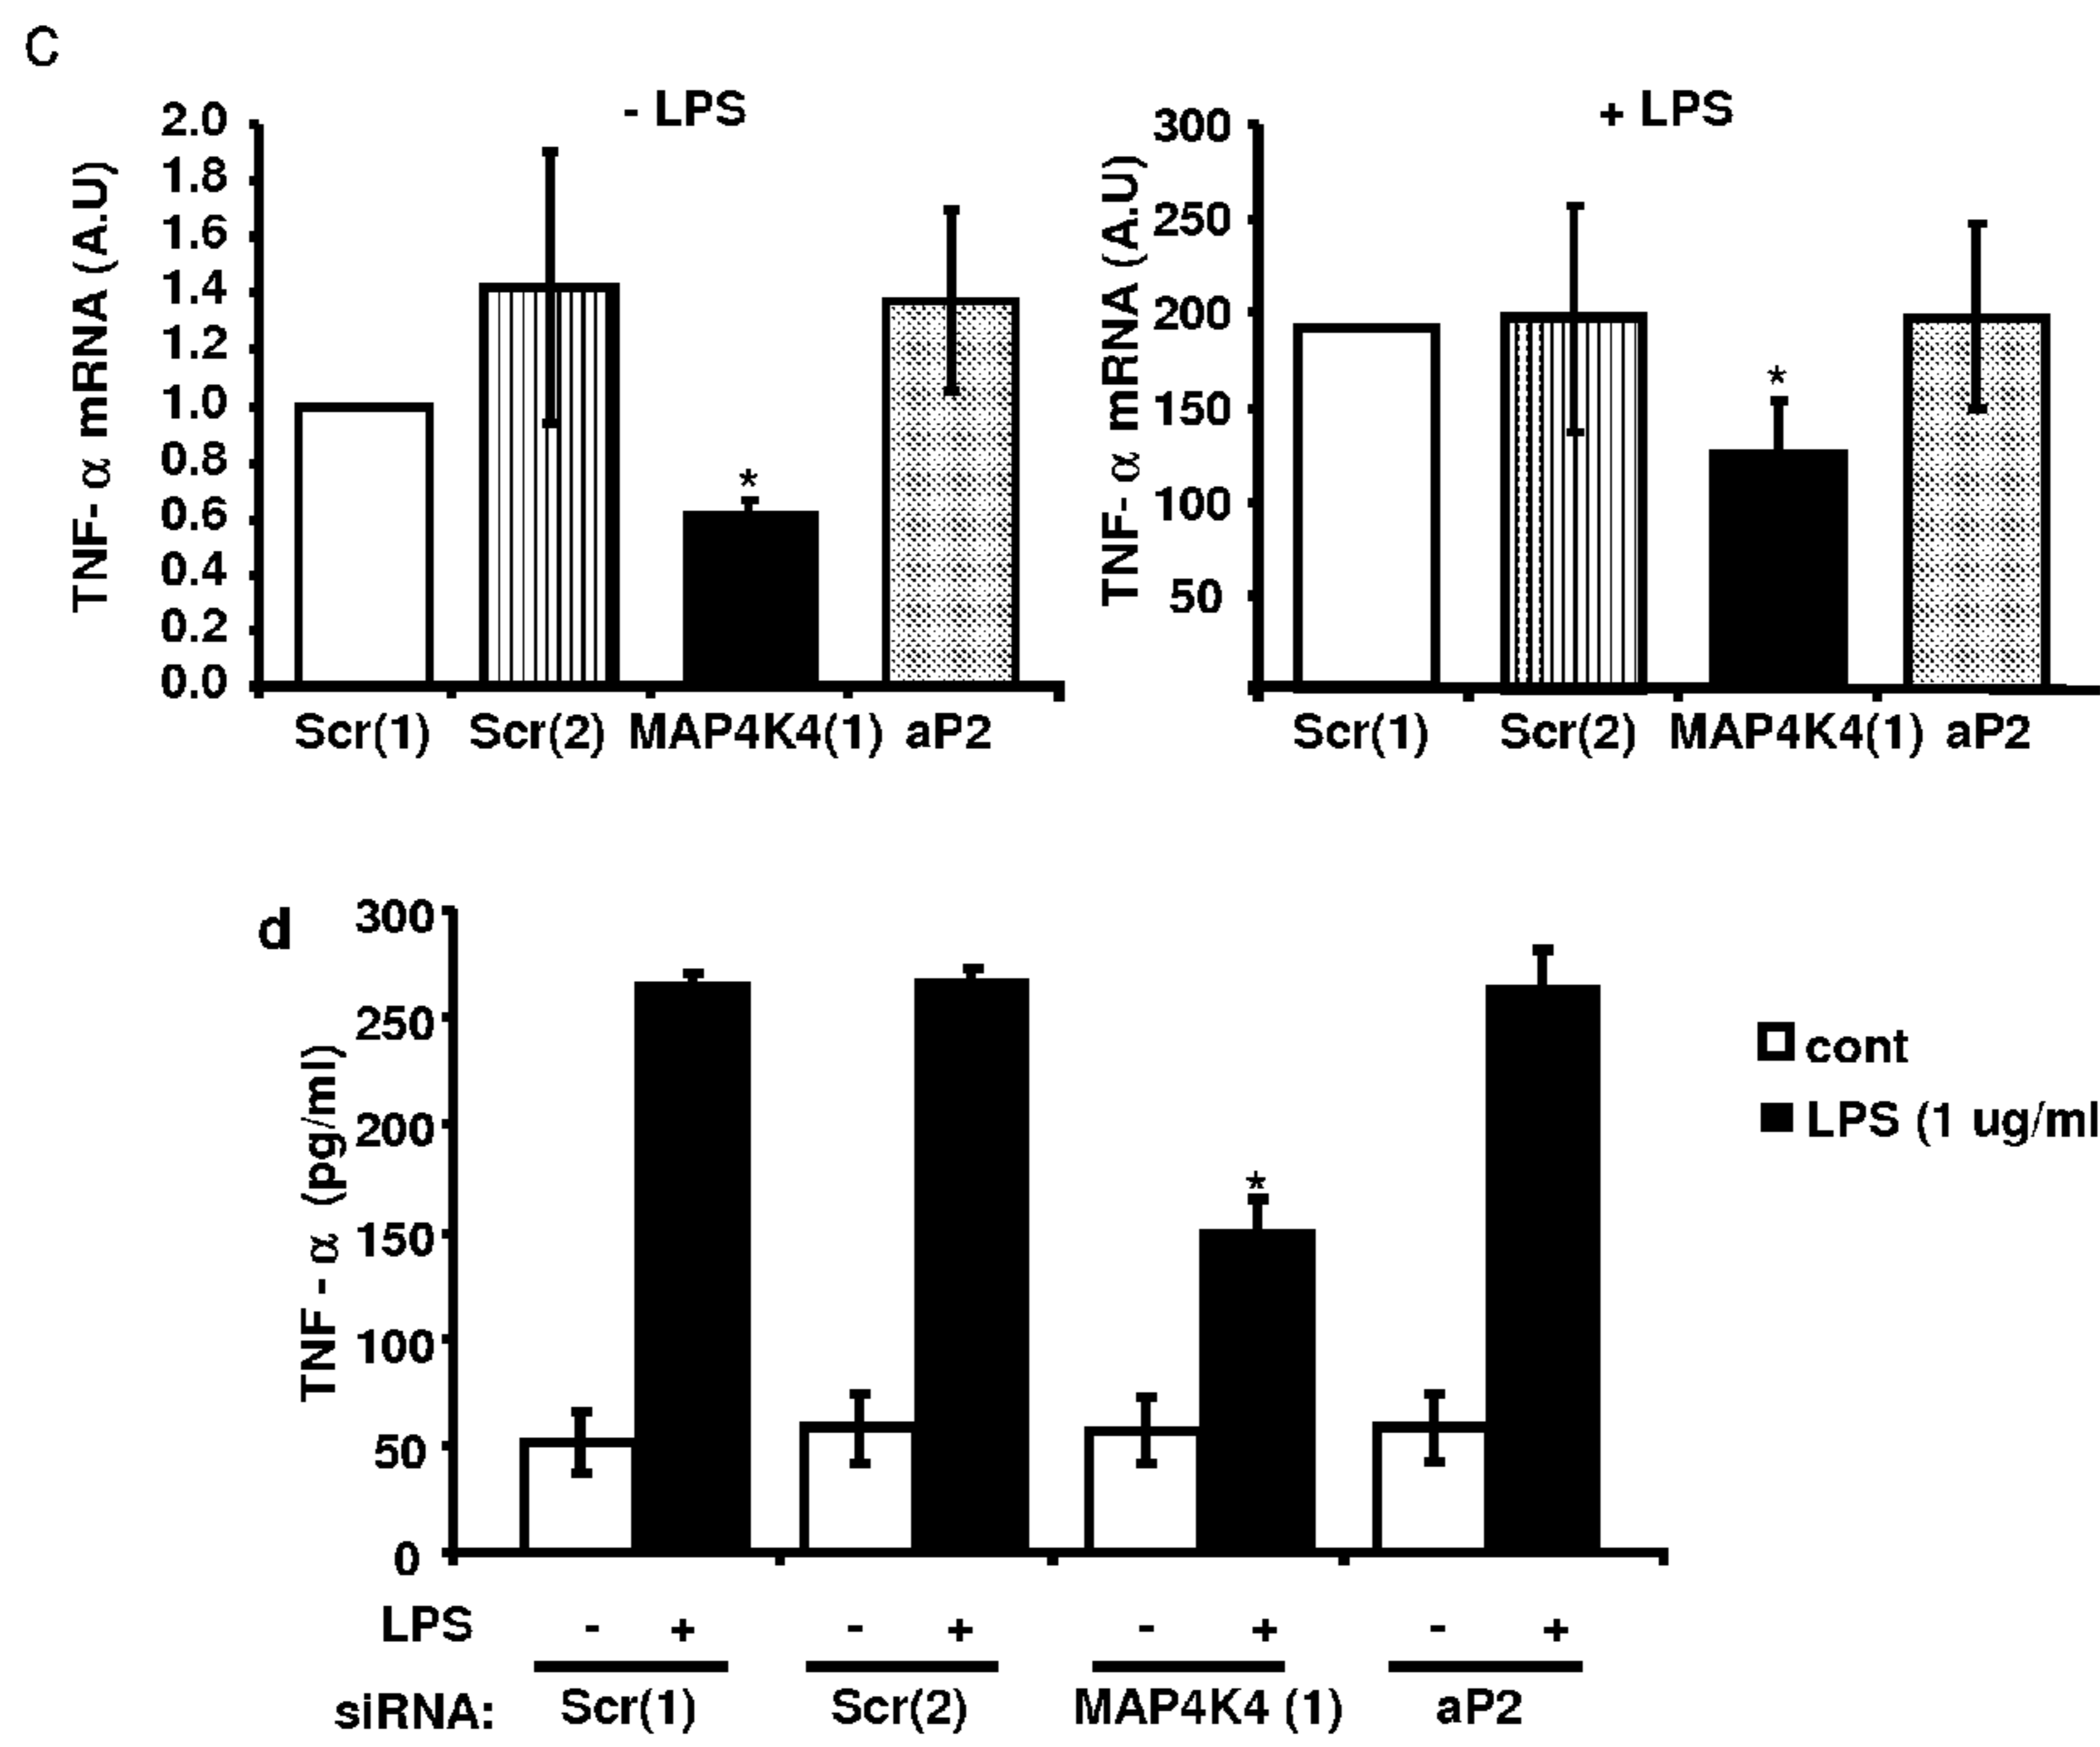 C
- LPS
TNF- α mRNA (A.U)
2.0
1.8
1.6
1.4
1.2
1.0
0.8
0.6
0.4
0.2
0.0
*
Scr(1) Scr(2) MAP4K4(1) aP2
+ LPS
TNF- α mRNA (A.U)
300
250
200
150
100
50
*
Scr(1) Scr(2) MAP4K4(1) aP2
d
TNF - α (pg/ml)
300
250
200
150
100
50
0
*
cont
LPS (1 ug/ml
LPS - + - + - + - +
siRNA: Scr(1) Scr(2) MAP4K4 (1) aP2